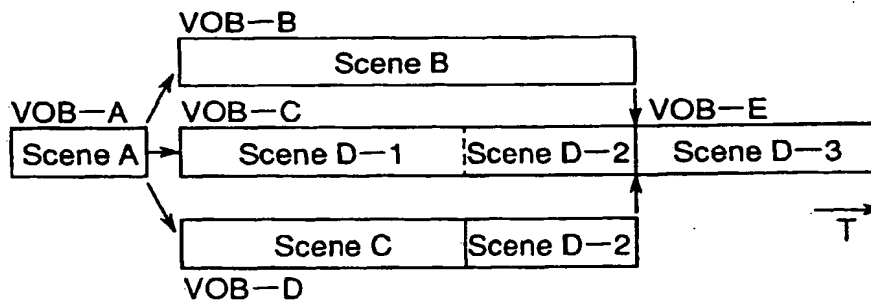 VOB—B
Scene B
VOB—A
VOB—C
VOB—E
Scene A
Scene D—1
Scene D—2
Scene D—3
T
Scene C
Scene D—2
VOB—D